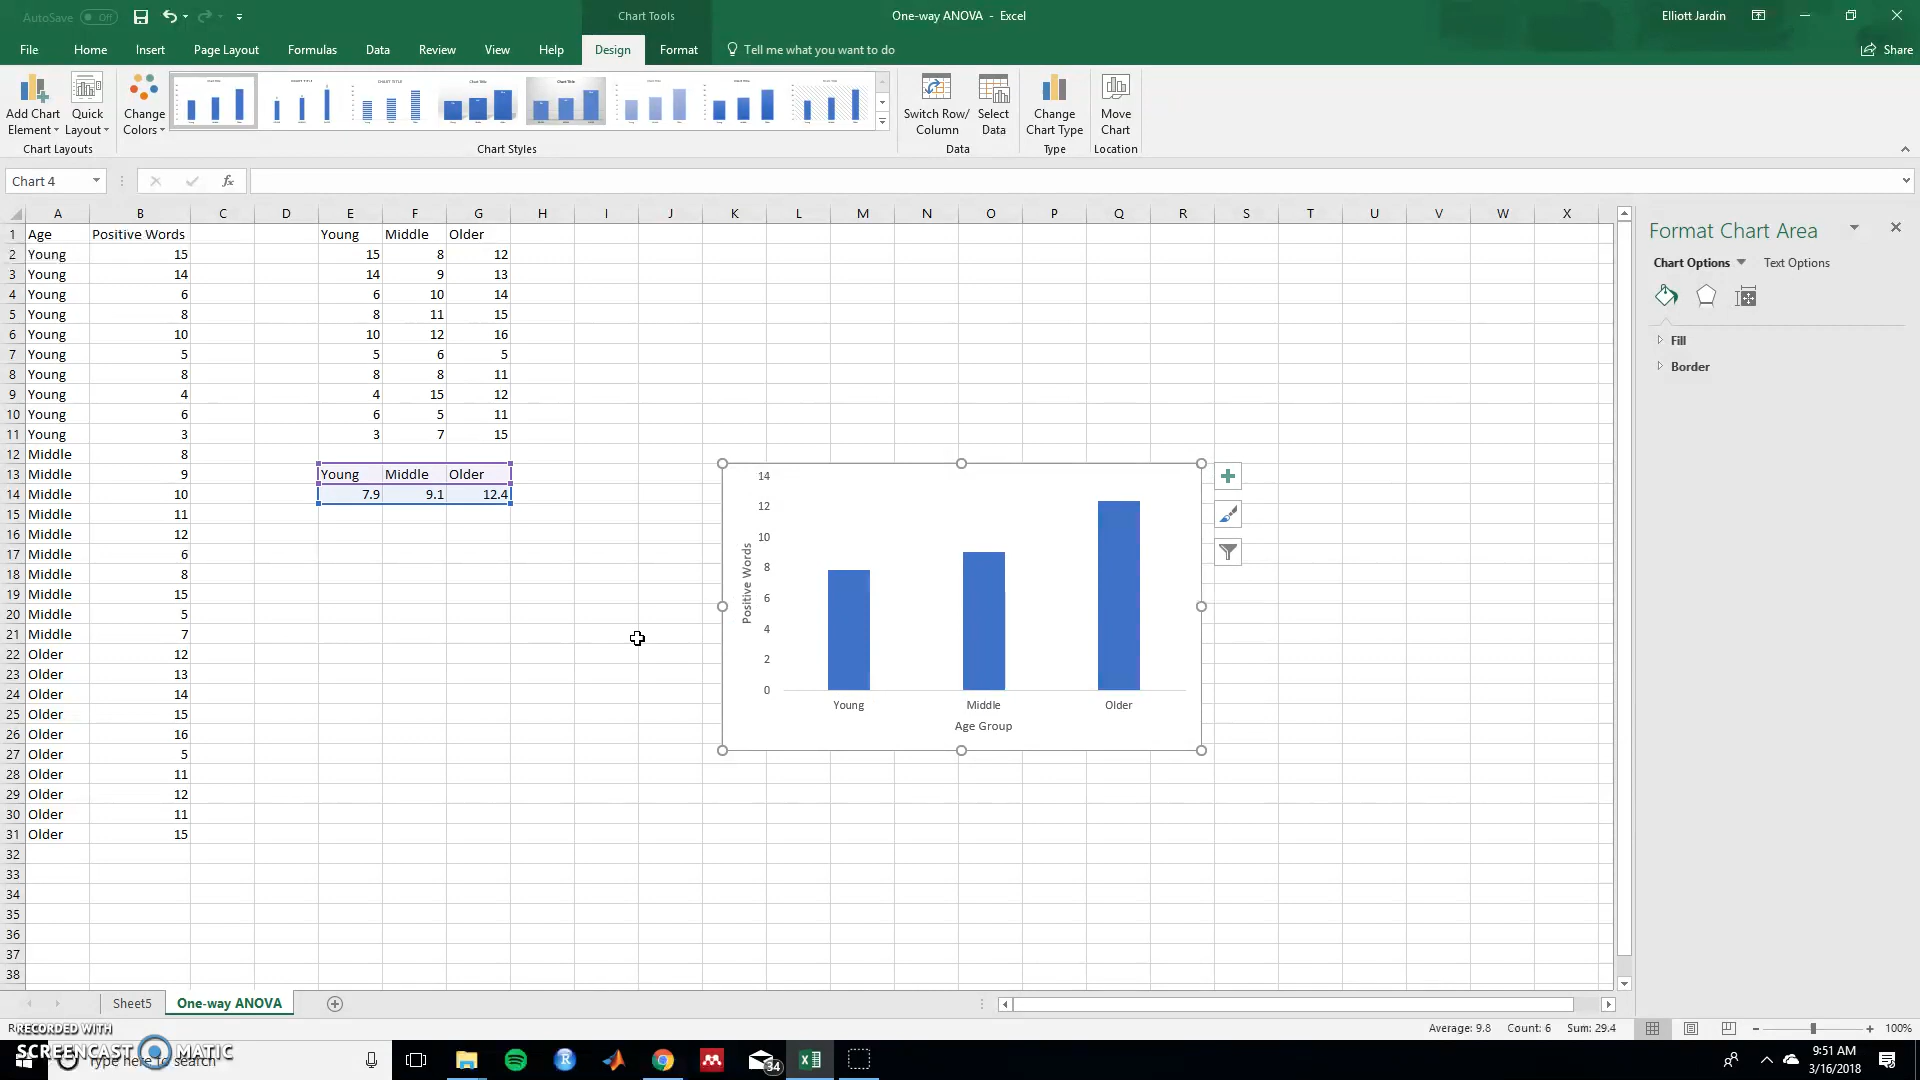 AutoSave Off Chart Tools One-way ANOVA - Excel Elliott Jardin
File Home Insert Page Layout Formulas Data Review View Help Design Format Tell me what you want to do Share
Add Chart Element Quick Layout Change Colors Switch Row/ Column Select Data Change Chart Type Move Chart
Chart Layouts Chart Styles Data Type Location
Chart 4 fx
A B C D E F G H I J K L M N O P Q R S T U V W X
1 Age Positive Words Young Middle Older
2 Young 15 15 8 12
3 Young 14 14 9 13
4 Young 6 6 10 14
5 Young 8 8 11 15
6 Young 10 10 12 16
7 Young 5 5 6 5
8 Young 8 8 8 11
9 Young 4 4 15 12
10 Young 6 6 5 11
11 Young 3 3 7 15
12 Middle 8
13 Middle 9 Young Middle Older
14 Middle 10 7.9 9.1 12.4
15 Middle 11
16 Middle 12
17 Middle 6
18 Middle 8
19 Middle 15
20 Middle 5
21 Middle 7
22 Older 12
23 Older 13
24 Older 14
25 Older 15
26 Older 16
27 Older 5
28 Older 11
29 Older 12
30 Older 11
31 Older 15
32
33
34
35
36
37
38
14
12
10
8
6
4
2
0
Positive Words
Young Middle Older
Age Group
Format Chart Area
Chart Options Text Options
Fill
Border
Sheet5 One-way ANOVA
Average: 9.8 Count: 6 Sum: 29.4 100%
RECORDED WITH
SCREENCAST MATIC
Type here to search
34
9:51 AM
3/16/2018